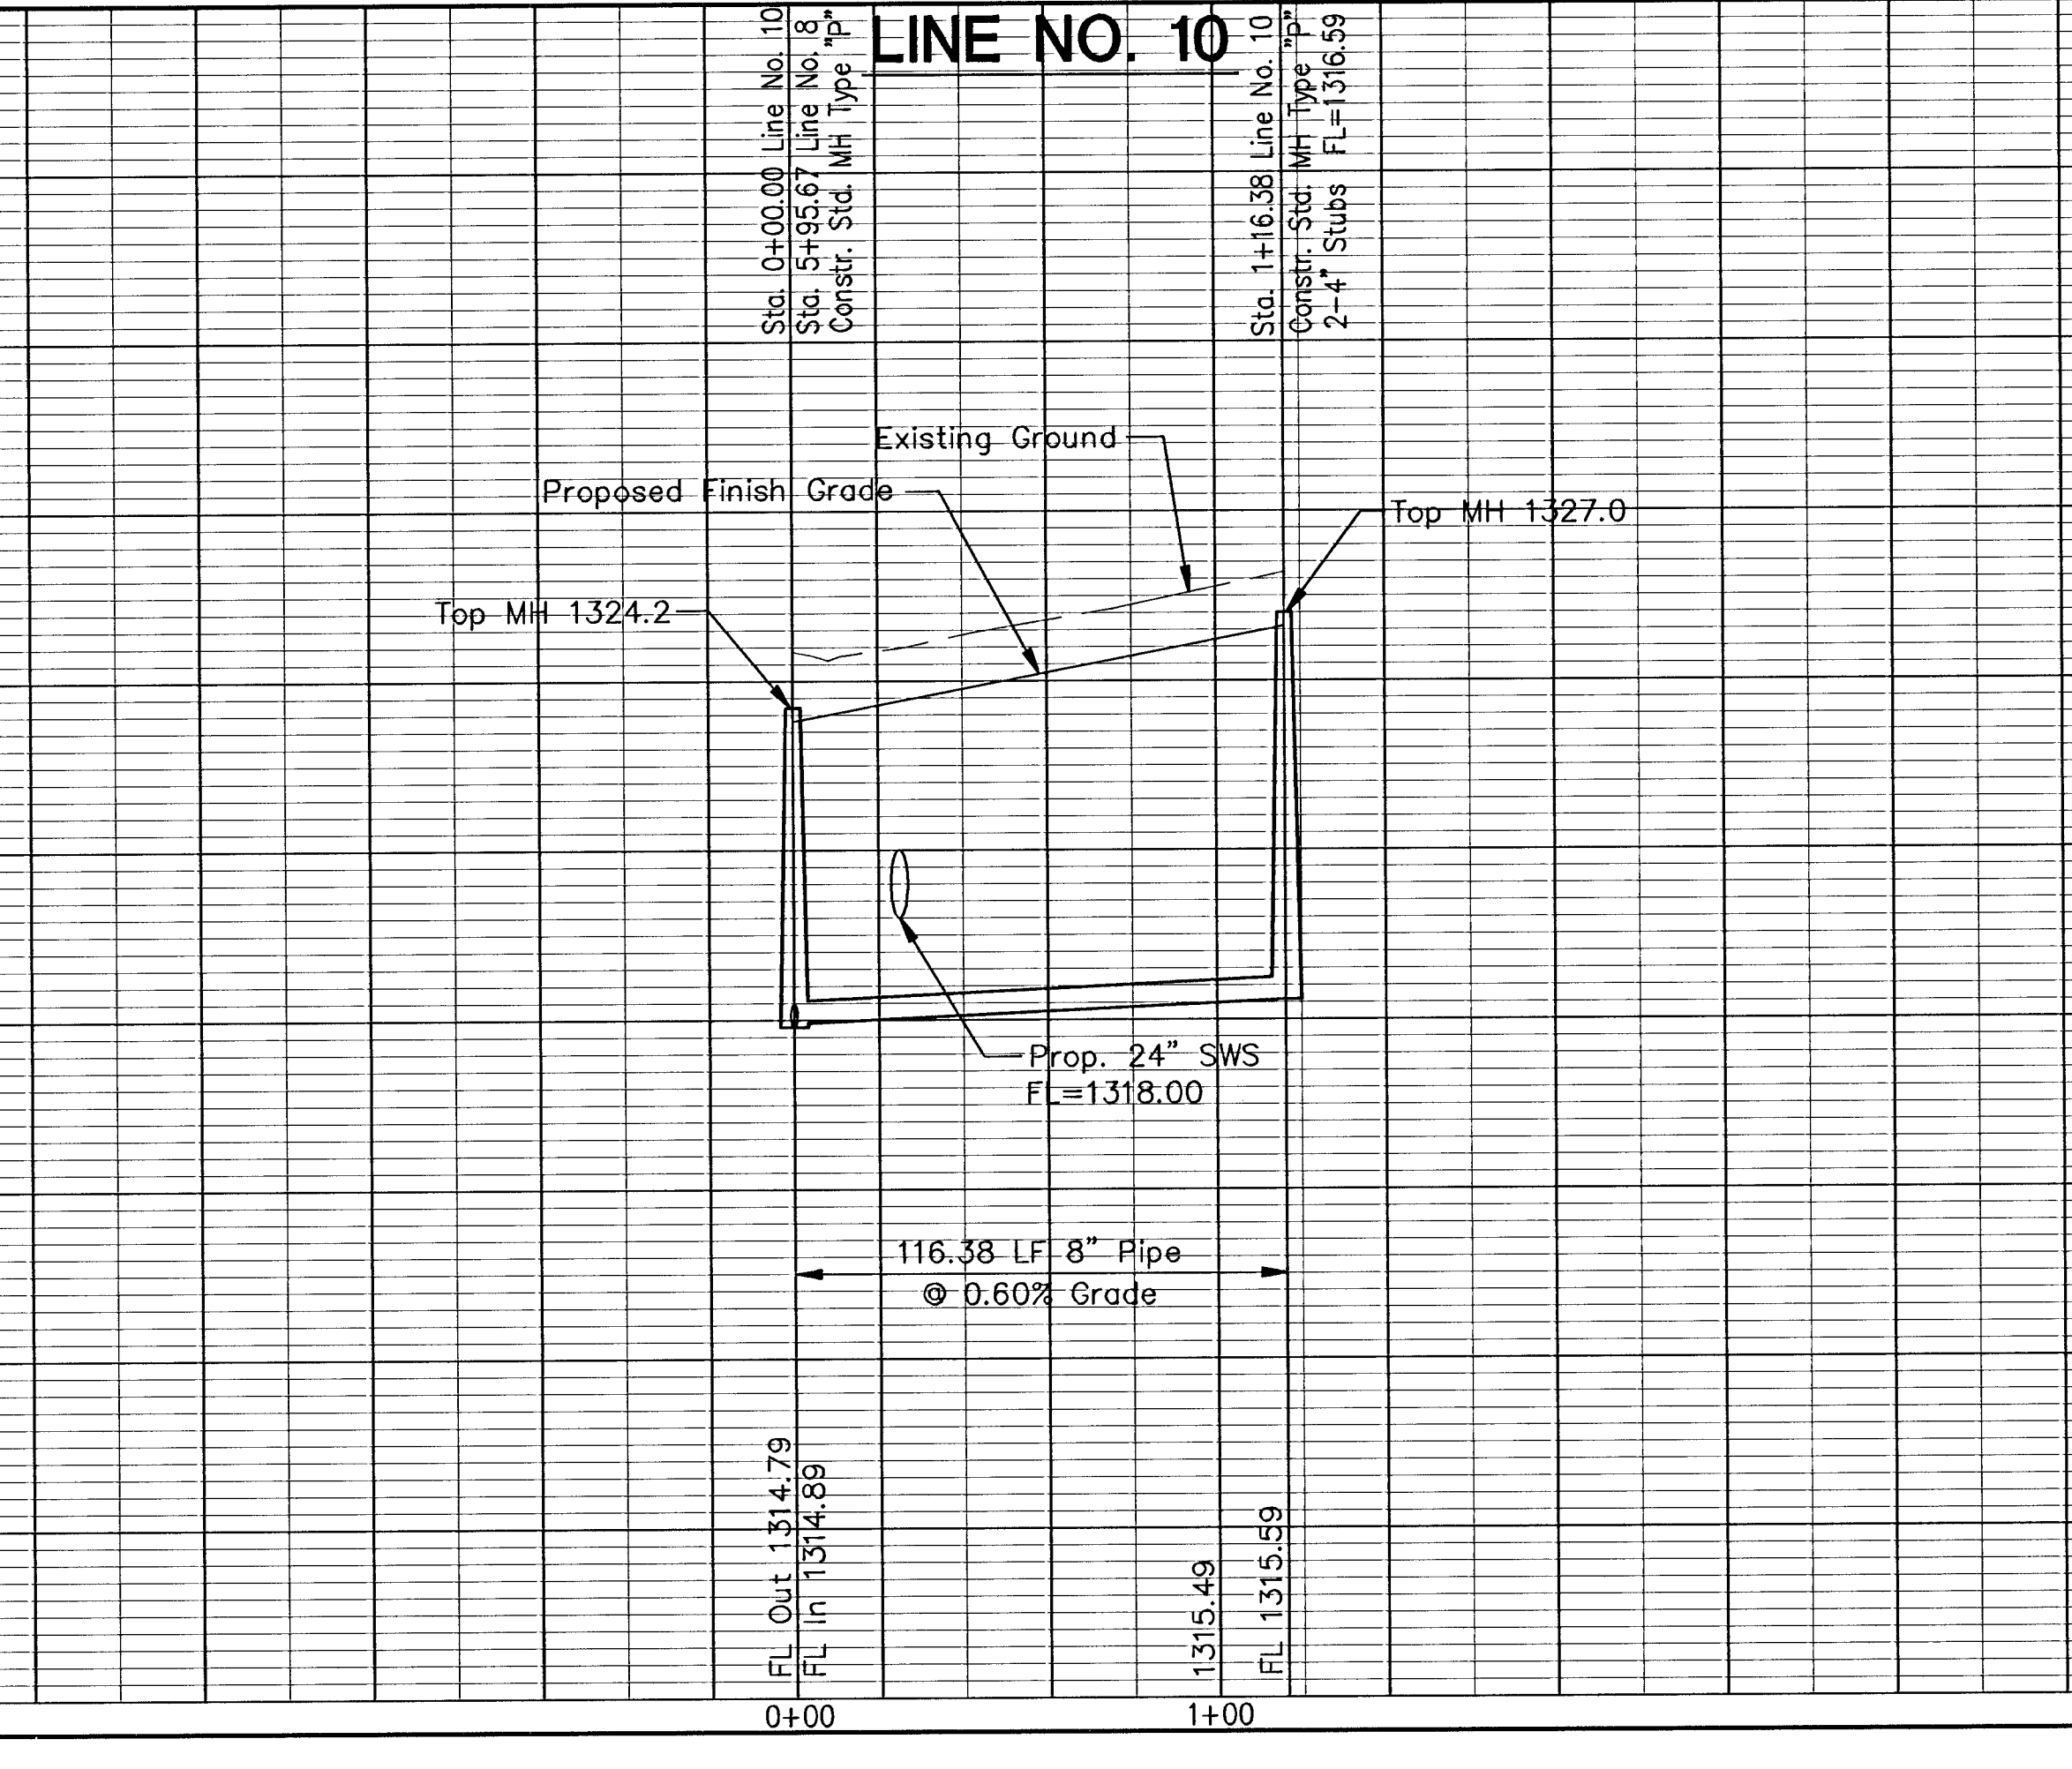 LINE NO. 10
Sta. 0+00.00 Line No. 10
Sta. 5+95.67 Line No. 8
Constr. Std. MH Type "P"
Sta. 1+16.38 Line No. 10
Constr. Std. MH Type "P"
2-4" Stubs FL=1316.59
Existing Ground
Proposed Finish Grade
Top MH 1327.0
Top MH 1324.2
Prop. 24" SWS
FL=1318.00
116.38 LF 8" Pipe
@ 0.60% Grade
FL Out 1314.79
FL In 1314.89
1315.49
FL 1315.59
0+00
1+00